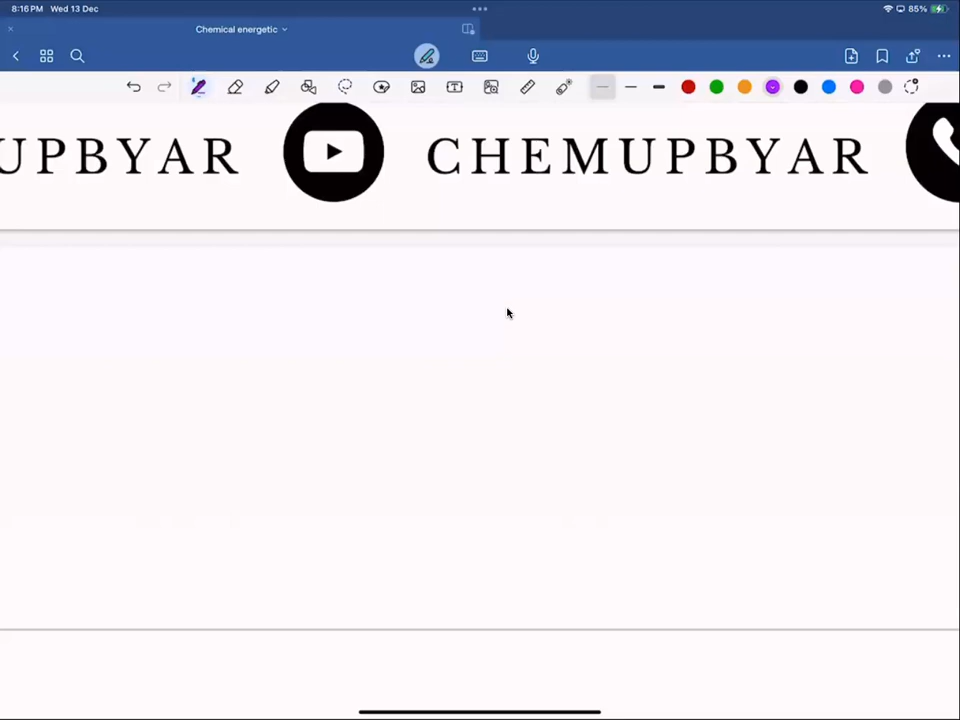 8:16 PM Wed 13 Dec
85%
Chemical energetic
UPBYAR
CHEMUPBYAR